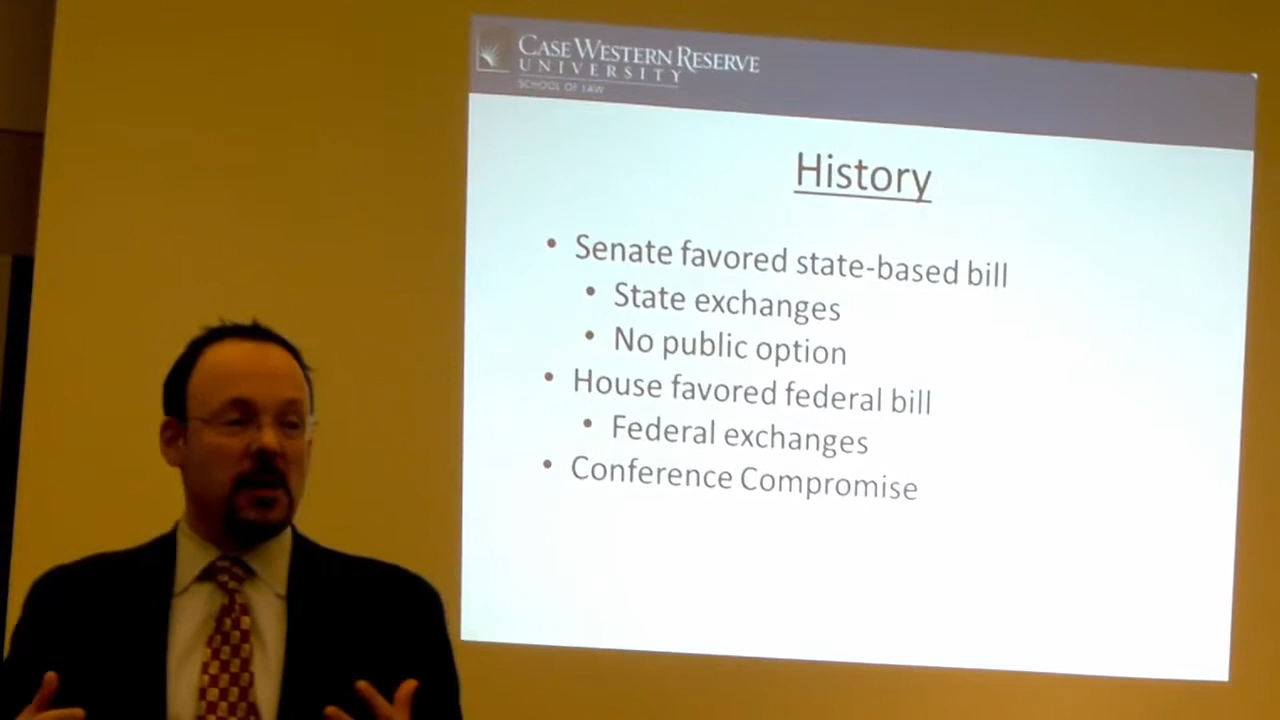 CASE WESTERN RESERVE
UNIVERSITY
SCHOOL OF LAW
History
• Senate favored state-based bill
• State exchanges
• No public option
• House favored federal bill
• Federal exchanges
• Conference Compromise